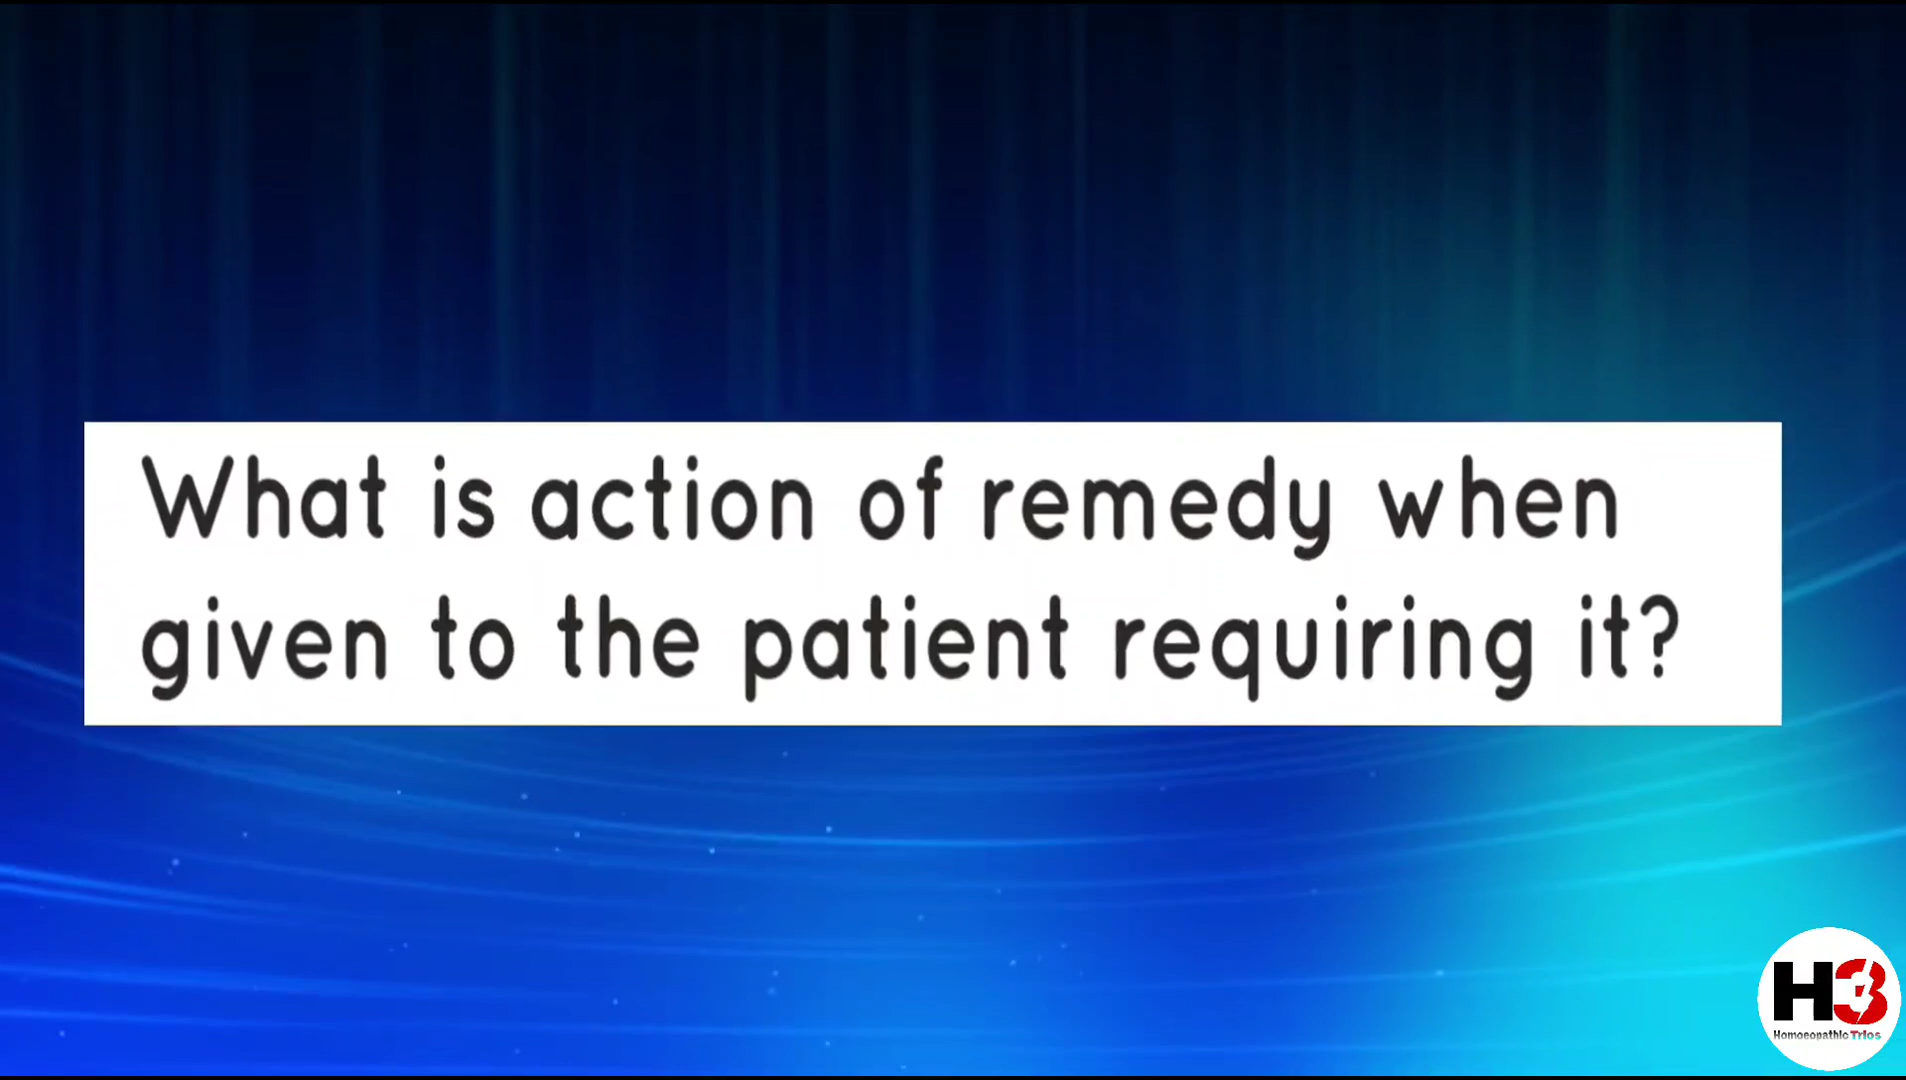 What is action of remedy when
given to the patient requiring it?
H3
Homoeopathic Trios